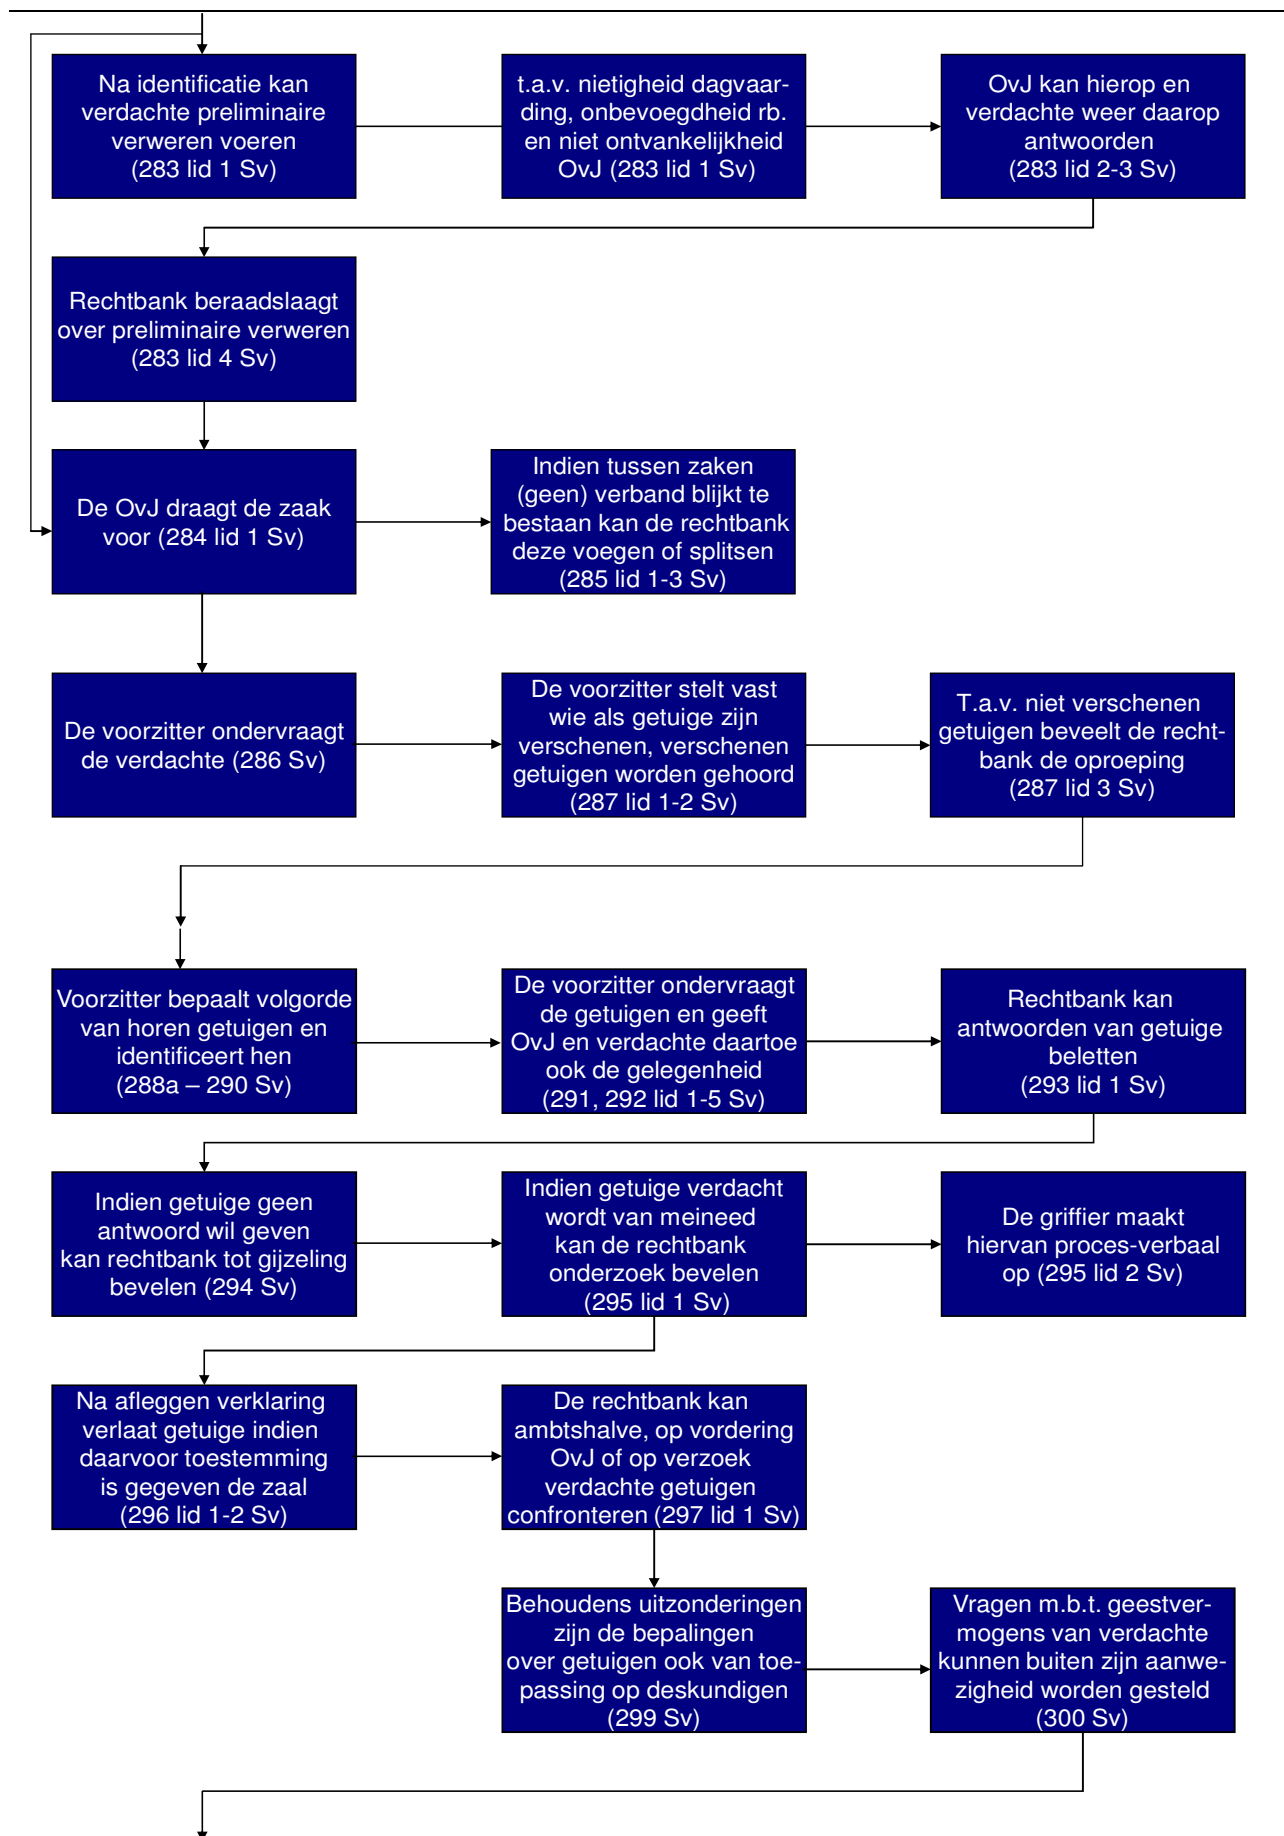 Na identificatie kan
verdachte preliminaire
verweren voeren
(283 lid 1 Sv)
t.a.v. nietigheid dagvaar-
ding, onbevoegdheid rb.
en niet ontvankelijkheid
OvJ (283 lid 1 Sv)
OvJ kan hierop en
verdachte weer daarop
antwoorden
(283 lid 2-3 Sv)
Rechtbank beraadslaagt
over preliminaire verweren
(283 lid 4 Sv)
De OvJ draagt de zaak
voor (284 lid 1 Sv)
Indien tussen zaken
(geen) verband blijkt te
bestaan kan de rechtbank
deze voegen of splitsen
(285 lid 1-3 Sv)
De voorzitter ondervraagt
de verdachte (286 Sv)
De voorzitter stelt vast
wie als getuige zijn
verschenen, verschenen
getuigen worden gehoord
(287 lid 1-2 Sv)
T.a.v. niet verschenen
getuigen beveelt de recht-
bank de oproeping
(287 lid 3 Sv)
Voorzitter bepaalt volgorde
van horen getuigen en
identificeert hen
(288a – 290 Sv)
De voorzitter ondervraagt
de getuigen en geeft
OvJ en verdachte daartoe
ook de gelegenheid
(291, 292 lid 1-5 Sv)
Rechtbank kan
antwoorden van getuige
beletten
(293 lid 1 Sv)
Indien getuige geen
antwoord wil geven
kan rechtbank tot gijzeling
bevelen (294 Sv)
Indien getuige verdacht
wordt van meineed
kan de rechtbank
onderzoek bevelen
(295 lid 1 Sv)
De griffier maakt
hiervan proces-verbaal
op (295 lid 2 Sv)
Na afleggen verklaring
verlaat getuige indien
daarvoor toestemming
is gegeven de zaal
(296 lid 1-2 Sv)
De rechtbank kan
ambtshalve, op vordering
OvJ of op verzoek
verdachte getuigen
confronteren (297 lid 1 Sv)
Behoudens uitzonderingen
zijn de bepalingen
over getuigen ook van toe-
passing op deskundigen
(299 Sv)
Vragen m.b.t. geestver-
mogens van verdachte
kunnen buiten zijn aanwe-
zigheid worden gesteld
(300 Sv)